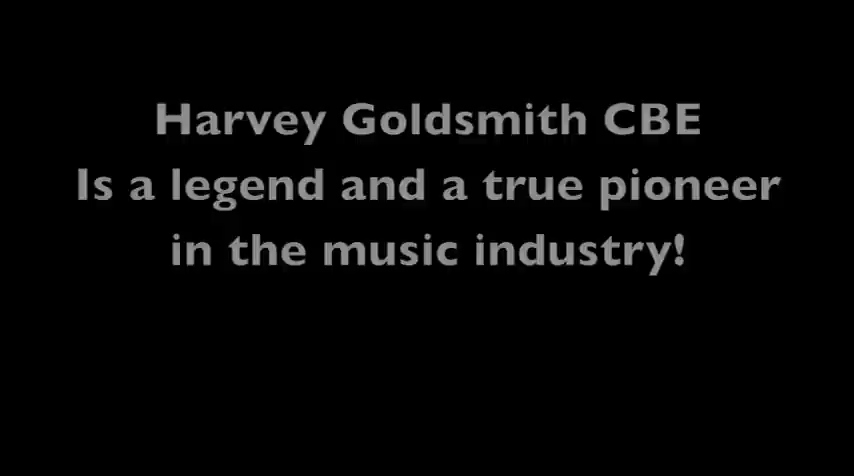 Harvey Goldsmith CBE
Is a legend and a true pioneer
in the music industry!